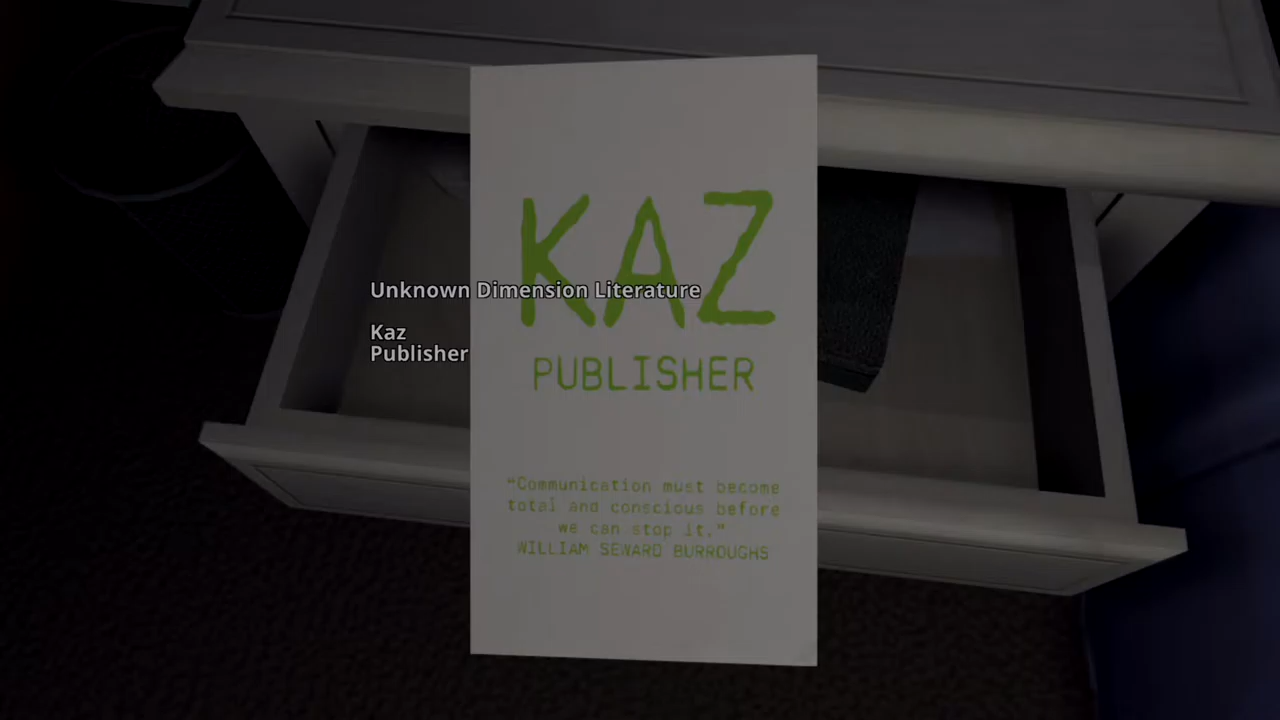 KAZ
PUBLISHER
Unknown Dimension Literature
Kaz
Publisher
"Communication must become
total and conscious before
we can stop it."
WILLIAM SEWARD BURROUGHS